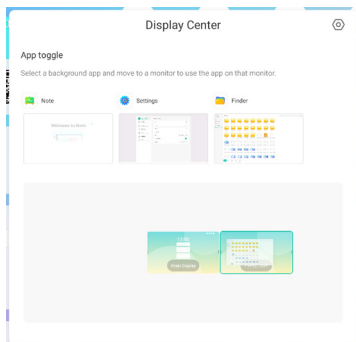 Display Center
App toggle
Select a background app and move to a monitor to use the app on that monitor.
Note
Settings
Finder
Welcome to Note